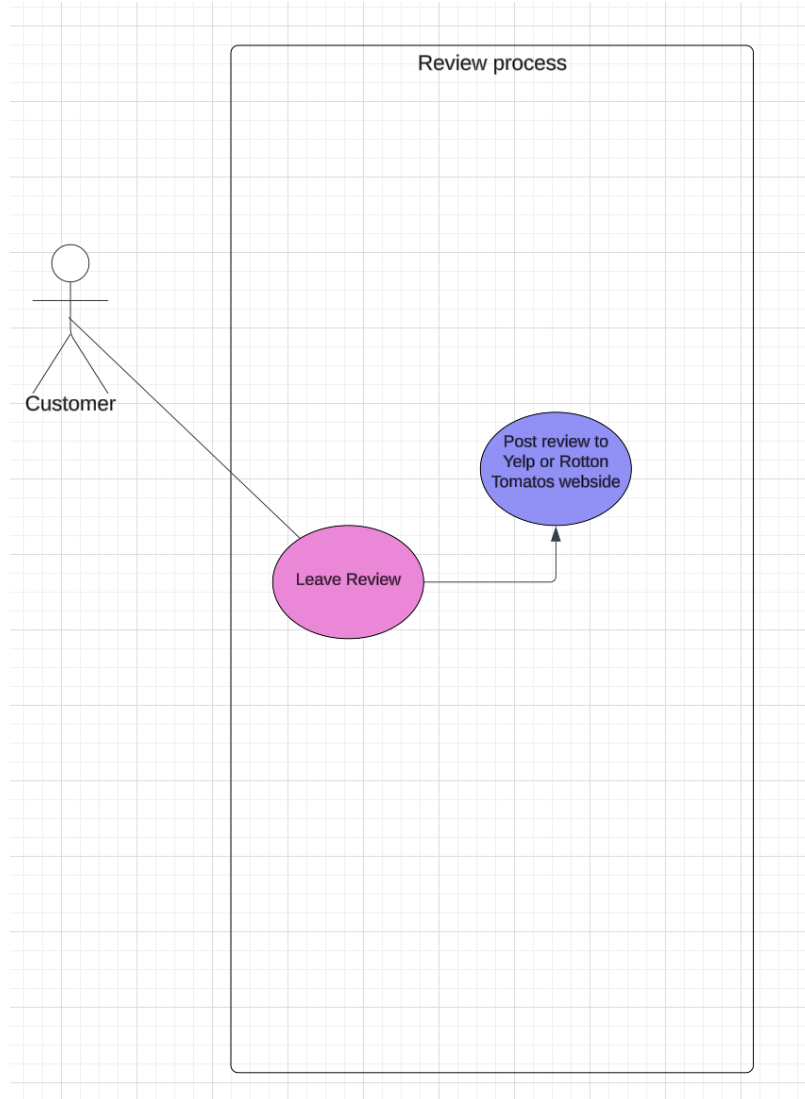 Review process
Customer
Post review to
Yelp or Rotton
Tomatos webside
Leave Review